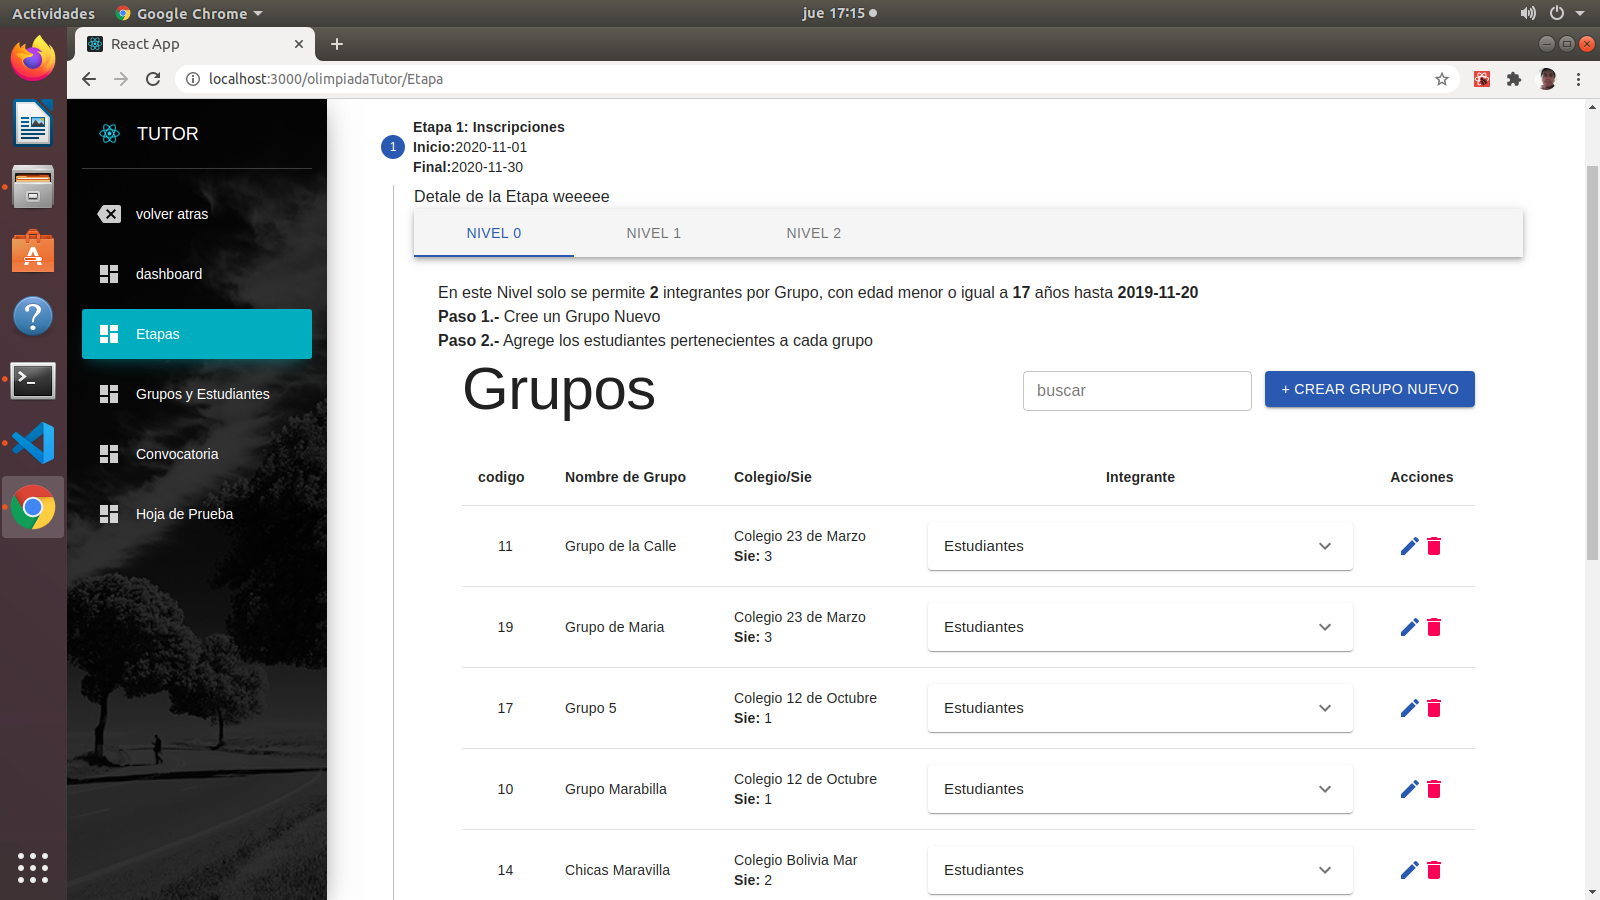 Actividades
Google Chrome
jue 17:15
React App
localhost:3000/olimpiadaTutor/Etapa
TUTOR
volver atras
dashboard
Etapas
Grupos y Estudiantes
Convocatoria
Hoja de Prueba
1
Etapa 1: Inscripciones
Inicio:2020-11-01
Final:2020-11-30
Detale de la Etapa weeeee
NIVEL 0 NIVEL 1 NIVEL 2
En este Nivel solo se permite 2 integrantes por Grupo, con edad menor o igual a 17 años hasta 2019-11-20
Paso 1.- Cree un Grupo Nuevo
Paso 2.- Agrege los estudiantes pertenecientes a cada grupo
Grupos
buscar
+ CREAR GRUPO NUEVO
codigo Nombre de Grupo Colegio/Sie Integrante Acciones
11 Grupo de la Calle Colegio 23 de Marzo
Sie: 3
Estudiantes
19 Grupo de Maria Colegio 23 de Marzo
Sie: 3
Estudiantes
17 Grupo 5 Colegio 12 de Octubre
Sie: 1
Estudiantes
10 Grupo Marabilla Colegio 12 de Octubre
Sie: 1
Estudiantes
14 Chicas Maravilla Colegio Bolivia Mar
Sie: 2
Estudiantes